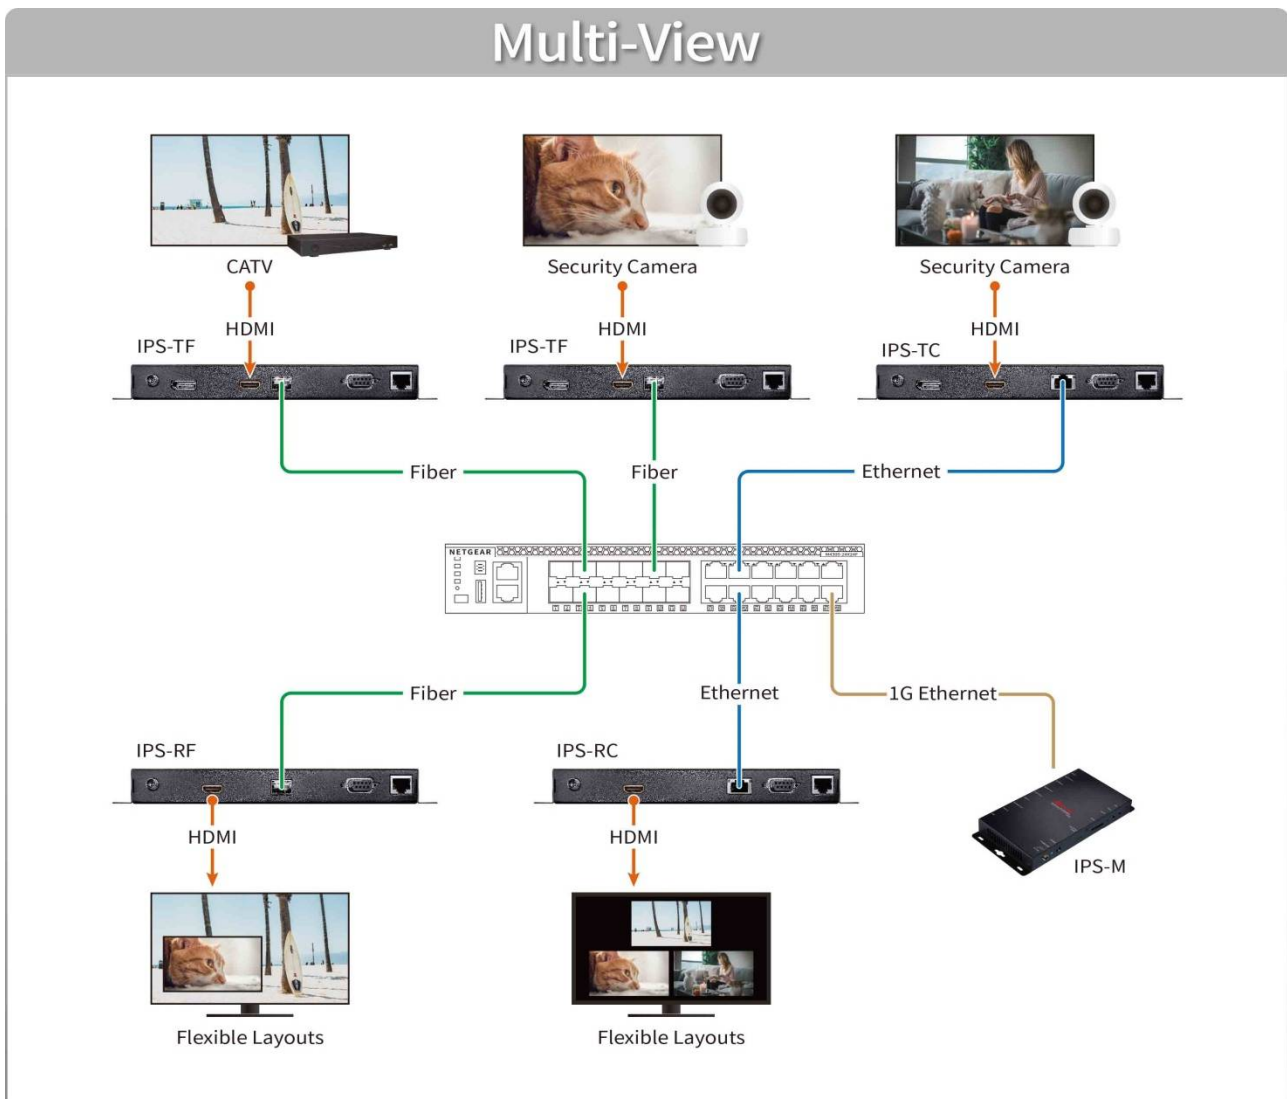 Multi-View
CATV
Security Camera
Security Camera
HDMI
HDMI
HDMI
IPS-TF
IPS-TF
IPS-TC
Fiber
Fiber
Ethernet
NETGEAR
Fiber
Ethernet
1G Ethernet
IPS-RF
IPS-RC
HDMI
HDMI
IPS-M
Flexible Layouts
Flexible Layouts